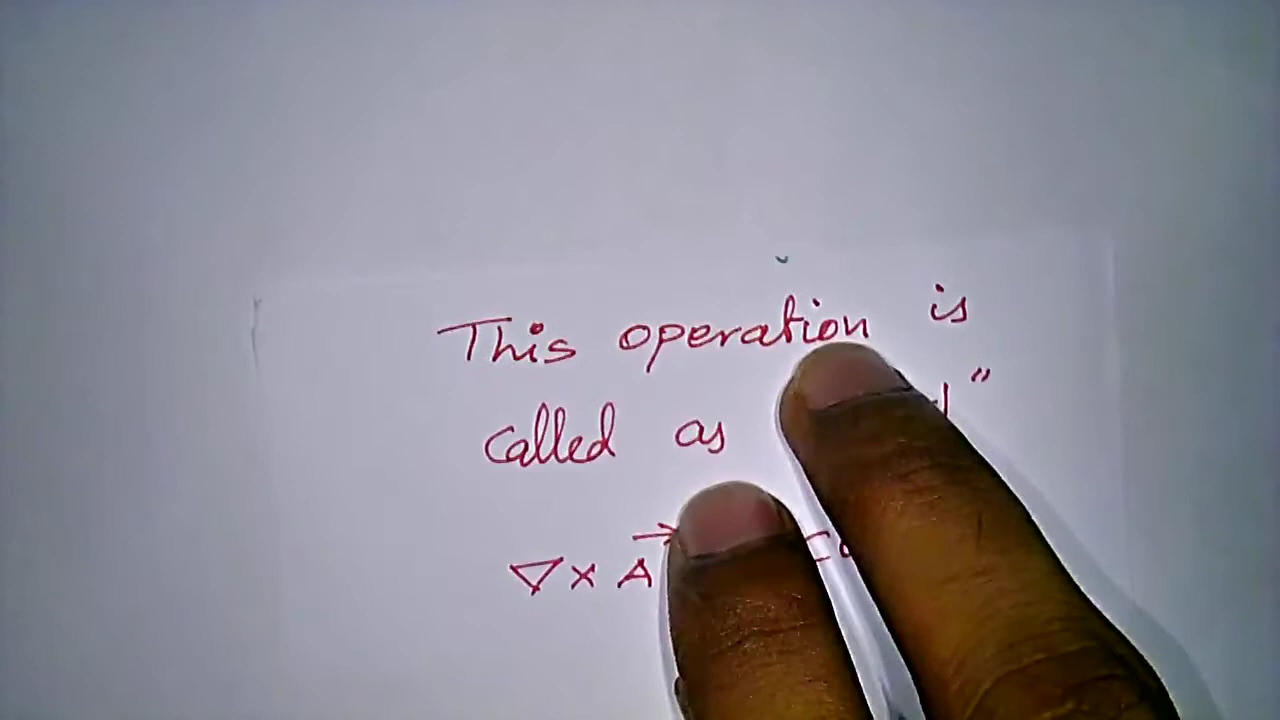 This operation is
called as
∇ × A⃗